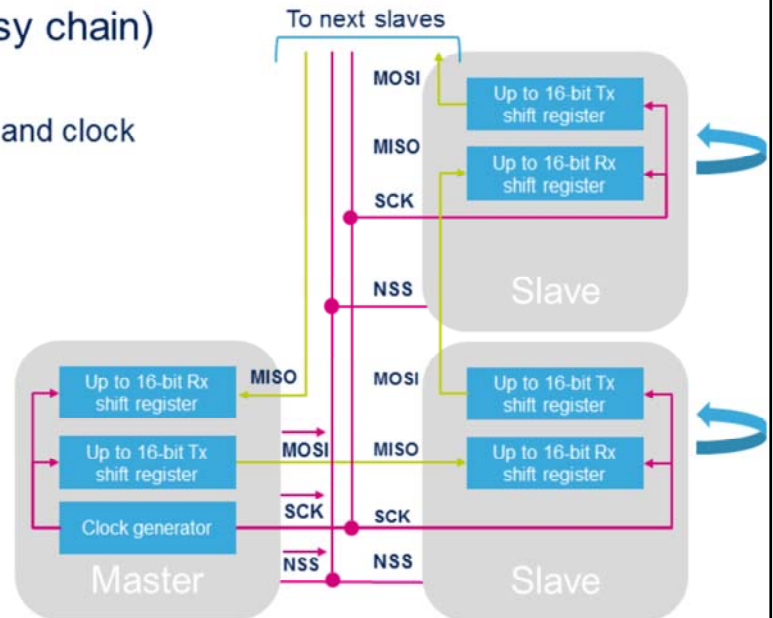 sy chain)
and clock
To next slaves
MOSI
Up to 16-bit Tx
shift register
MISO
Up to 16-bit Rx
shift register
SCK
NSS
Slave
Up to 16-bit Rx
shift register
MISO
MOSI
Up to 16-bit Tx
shift register
Up to 16-bit Tx
shift register
MOSI
MISO
Up to 16-bit Rx
shift register
Clock generator
SCK
SCK
Master
NSS
NSS
Slave